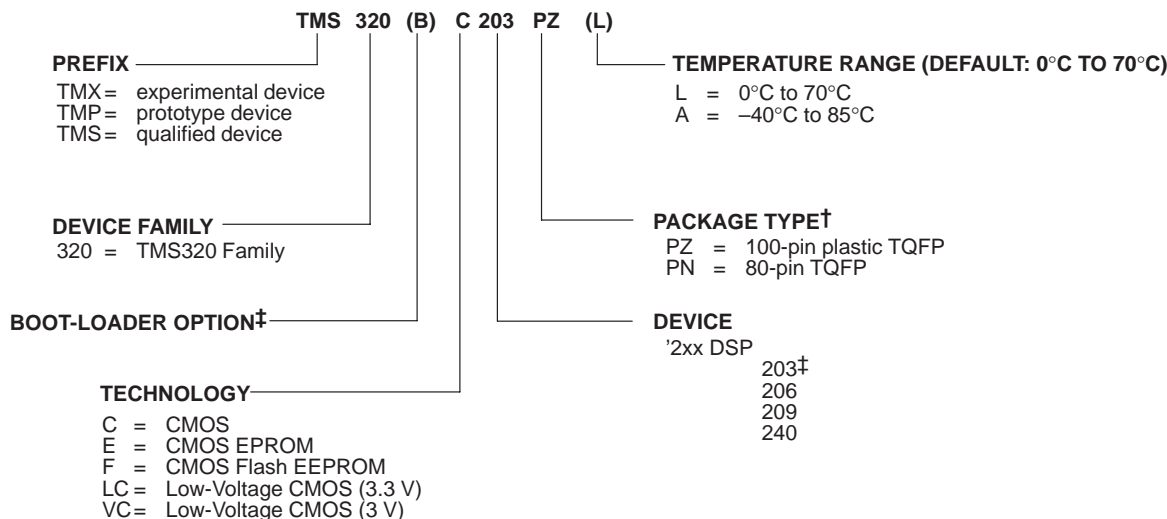 TMS 320 (B) C 203 PZ (L)
PREFIX
TMX = experimental device
TMP = prototype device
TMS = qualified device
TEMPERATURE RANGE (DEFAULT: 0°C TO 70°C)
L = 0°C to 70°C
A = –40°C to 85°C
DEVICE FAMILY
320 = TMS320 Family
PACKAGE TYPE†
PZ = 100-pin plastic TQFP
PN = 80-pin TQFP
BOOT-LOADER OPTION‡
DEVICE
'2xx DSP
203‡
206
209
240
TECHNOLOGY
C = CMOS
E = CMOS EPROM
F = CMOS Flash EEPROM
LC = Low-Voltage CMOS (3.3 V)
VC = Low-Voltage CMOS (3 V)